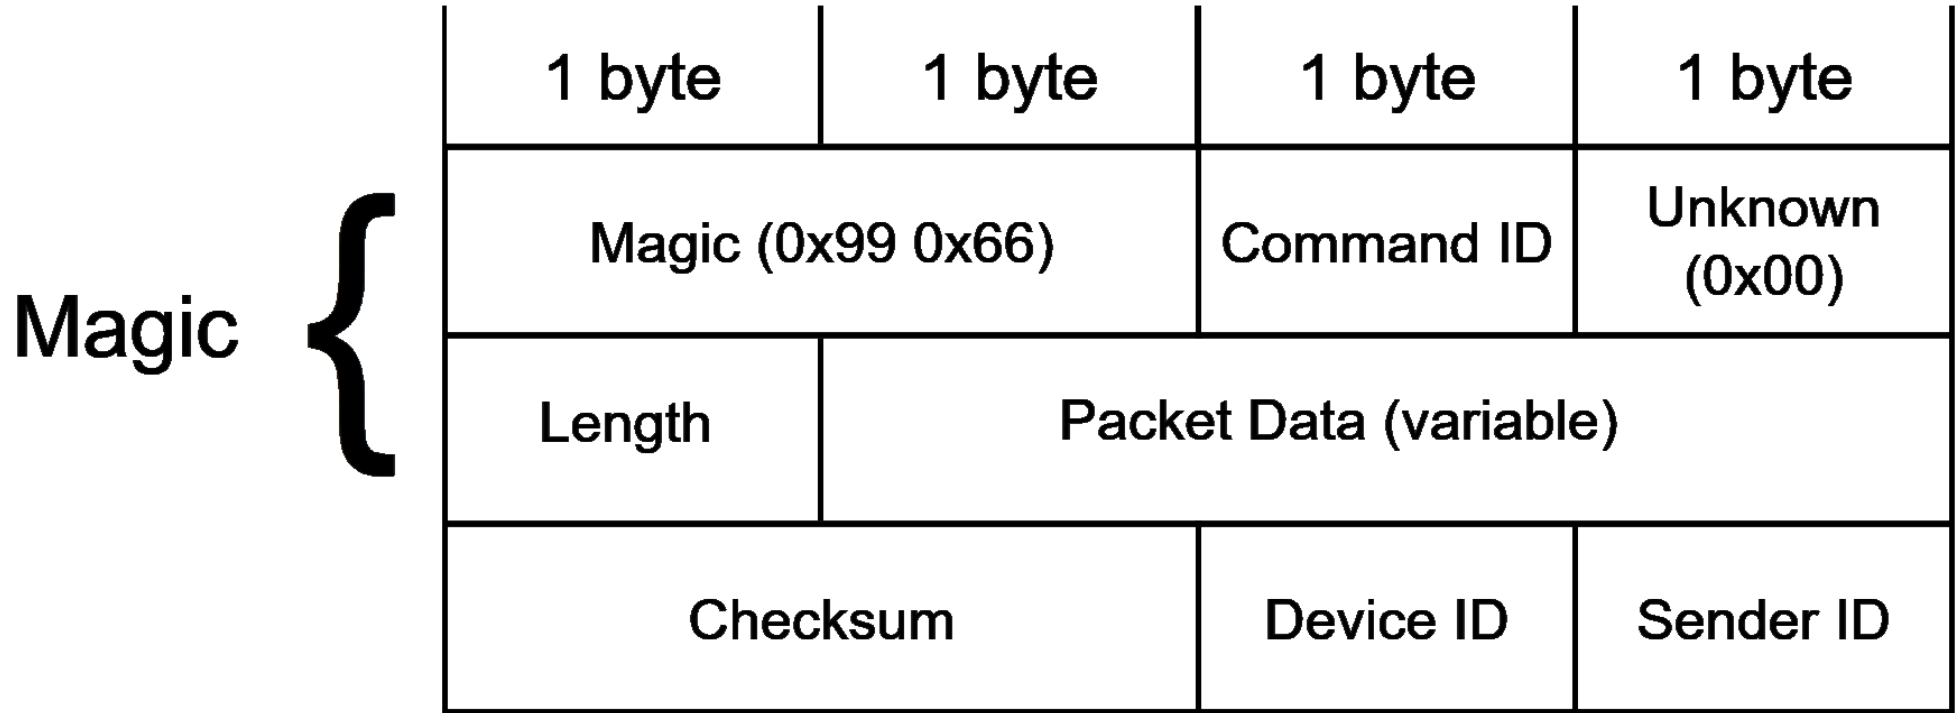 1 byte 1 byte 1 byte 1 byte
Magic (0x99 0x66) Command ID Unknown
(0x00)
Magic
Length Packet Data (variable)
Checksum Device ID Sender ID